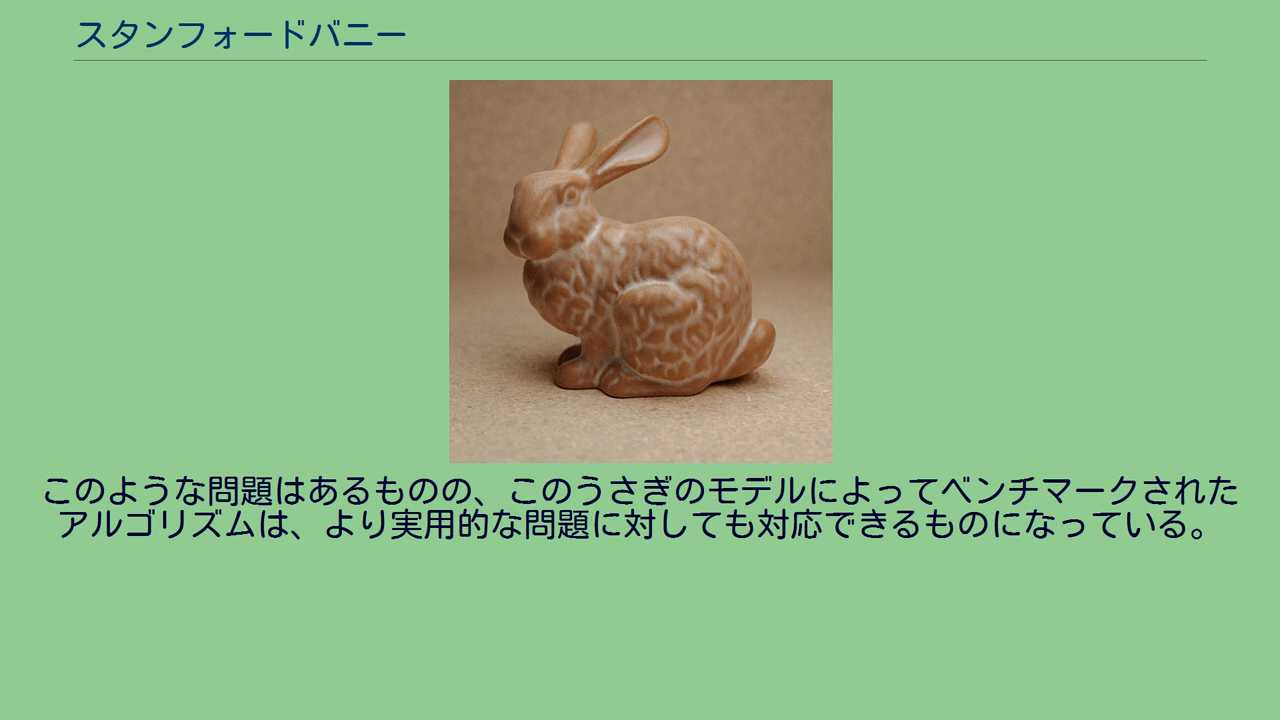 スタンフォードバニー
このような問題はあるものの、このうさぎのモデルによってベンチマークされた
アルゴリズムは、より実用的な問題に対しても対応できるものになっている。